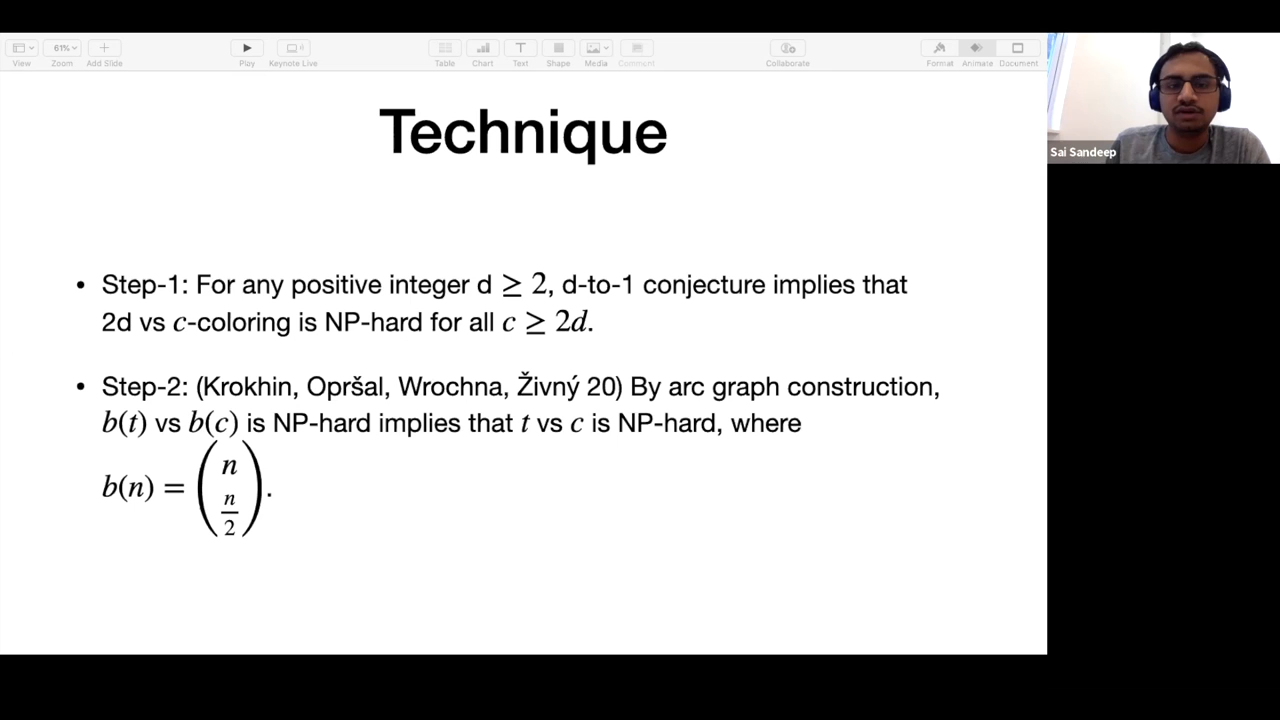 61%
View
Zoom
Add Slide
Play
Keynote Live
Table
Chart
Text
Shape
Media
Comment
Collaborate
Format
Animate
Document
Sai Sandeep
Technique
• Step-1: For any positive integer d ≥ 2, d-to-1 conjecture implies that
2d vs c-coloring is NP-hard for all c ≥ 2d.
• Step-2: (Krokhin, Opršal, Wrochna, Živný 20) By arc graph construction,
b(t) vs b(c) is NP-hard implies that t vs c is NP-hard, where
b(n) = (n n/2).